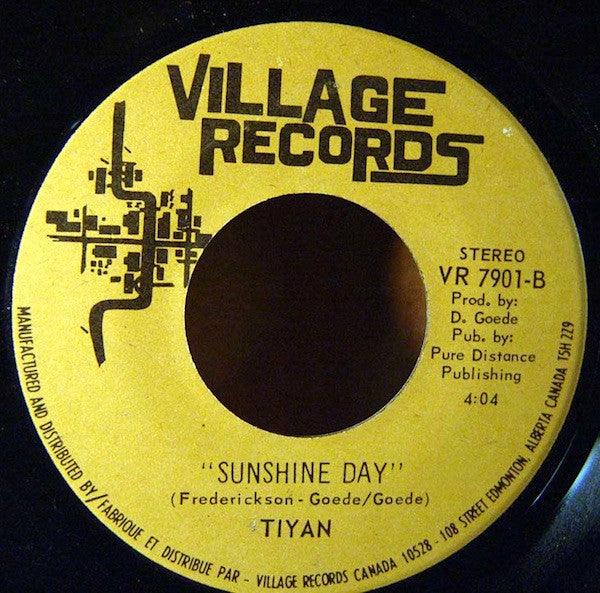 VILLAGE
RECORDS
STEREO
VR 7901-B
Prod. by:
D. Goede
Pub. by:
Pure Distance
Publishing
4:04
"SUNSHINE DAY"
(Frederickson - Goede/Goede)
TIYAN
MANUFACTURED AND DISTRIBUTED BY/FABRIQUE ET DISTRIBUE PAR - VILLAGE RECORDS CANADA 10528 - 108 STREET EDMONTON, ALBERTA CANADA T5H 2Z9